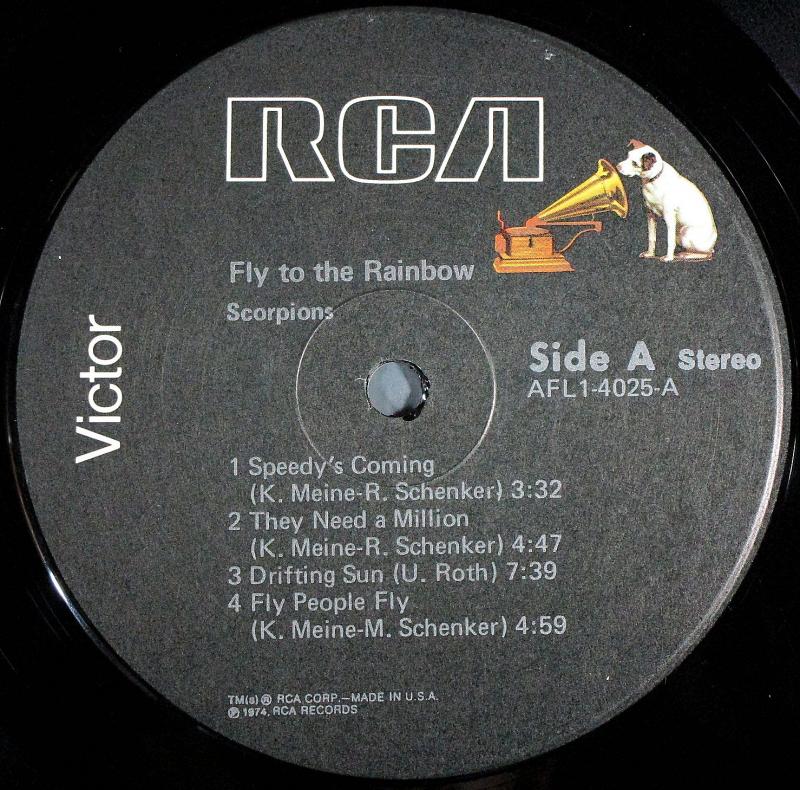 RCA
Fly to the Rainbow
Scorpions
Victor
Side A Stereo
AFL1-4025-A
1 Speedy's Coming
(K. Meine-R. Schenker) 3:32
2 They Need a Million
(K. Meine-R. Schenker) 4:47
3 Drifting Sun (U. Roth) 7:39
4 Fly People Fly
(K. Meine-M. Schenker) 4:59
TM(s) ® RCA CORP.—MADE IN U.S.A.
℗ 1974, RCA RECORDS